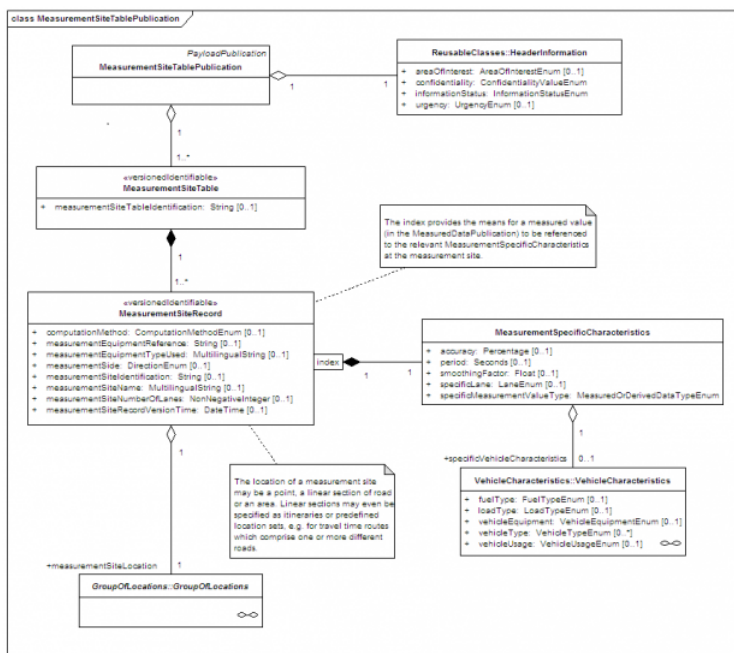 class MeasurementSiteTablePublication
PayloadPublication
MeasurementSiteTablePublication
ReusableClasses::HeaderInformation
+ areaOfInterest: AreaOfInterestEnum [0..1]
+ confidentiality: ConfidentialityValueEnum
+ informationStatus: InformationStatusEnum
+ urgency: UrgencyEnum [0..1]
1
1
1
1..*
«versionedIdentifiable»
MeasurementSiteTable
+ measurementSiteTableIdentification: String [0..1]
1
1..*
The index provides the means for a measured value
(in the MeasuredDataPublication) to be referenced
to the relevant MeasurementSpecificCharacteristics
at the measurement site.
«versionedIdentifiable»
MeasurementSiteRecord
+ computationMethod: ComputationMethodEnum [0..1]
+ measurementEquipmentReference: String [0..1]
+ measurementEquipmentTypeUsed: MultilingualString [0..1]
+ measurementSide: DirectionEnum [0..1]
+ measurementSiteIdentification: String [0..1]
+ measurementSiteName: MultilingualString [0..1]
+ measurementSiteNumberOfLanes: NonNegativeInteger [0..1]
+ measurementSiteRecordVersionTime: DateTime [0..1]
index
1
1
MeasurementSpecificCharacteristics
+ accuracy: Percentage [0..1]
+ period: Seconds [0..1]
+ smoothingFactor: Float [0..1]
+ specificLane: LaneEnum [0..1]
+ specificMeasurementValueType: MeasuredOrDerivedDataTypeEnum
1
+specificVehicleCharacteristics
0..1
VehicleCharacteristics::VehicleCharacteristics
+ fuelType: FuelTypeEnum [0..1]
+ loadType: LoadTypeEnum [0..1]
+ vehicleEquipment: VehicleEquipmentEnum [0..1]
+ vehicleType: VehicleTypeEnum [0..*]
+ vehicleUsage: VehicleUsageEnum [0..1]
1
The location of a measurement site
may be a point, a linear section of road
or an area. Linear sections may even be
specified as itineraries or predefined
location sets, e.g. for travel time routes
which comprise one or more different
roads.
+measurementSiteLocation
1
GroupOfLocations::GroupOfLocations